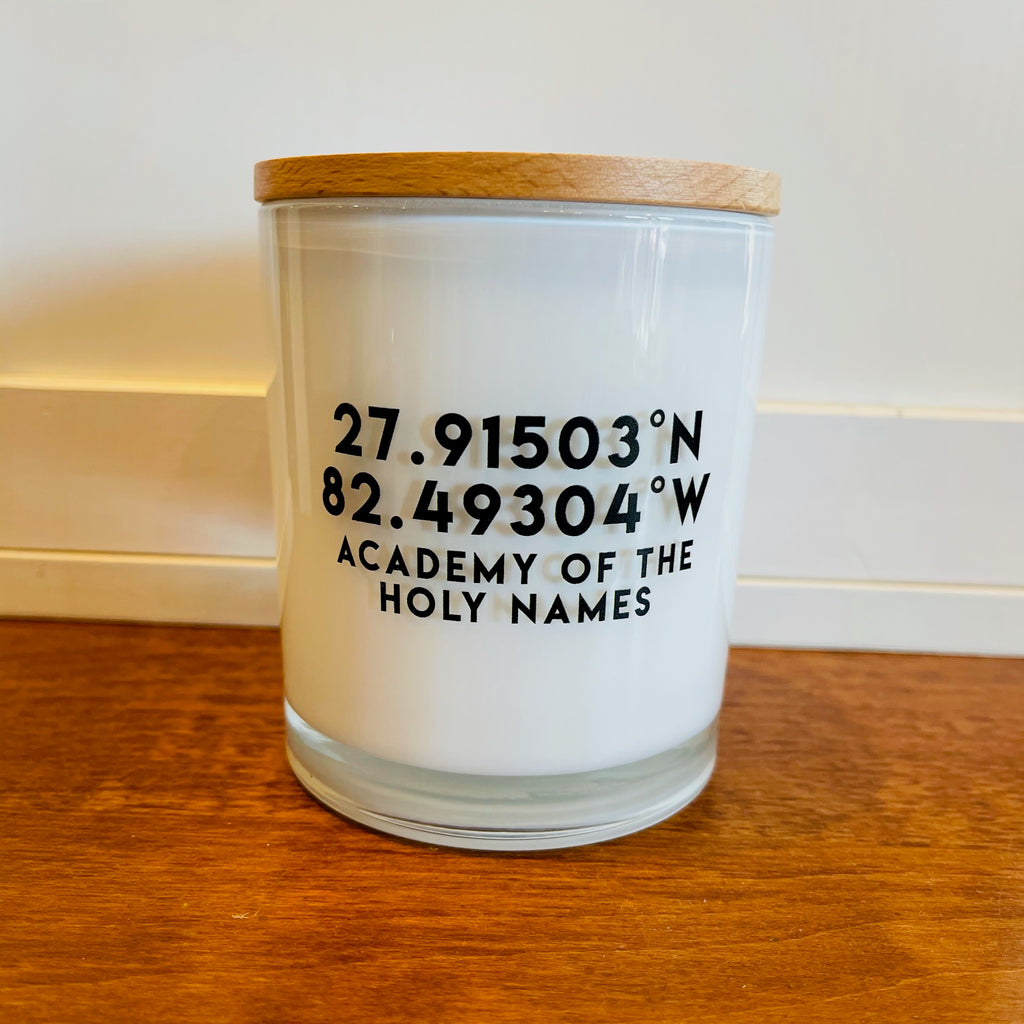 27.91503°N
82.49304°W
ACADEMY OF THE
HOLY NAMES